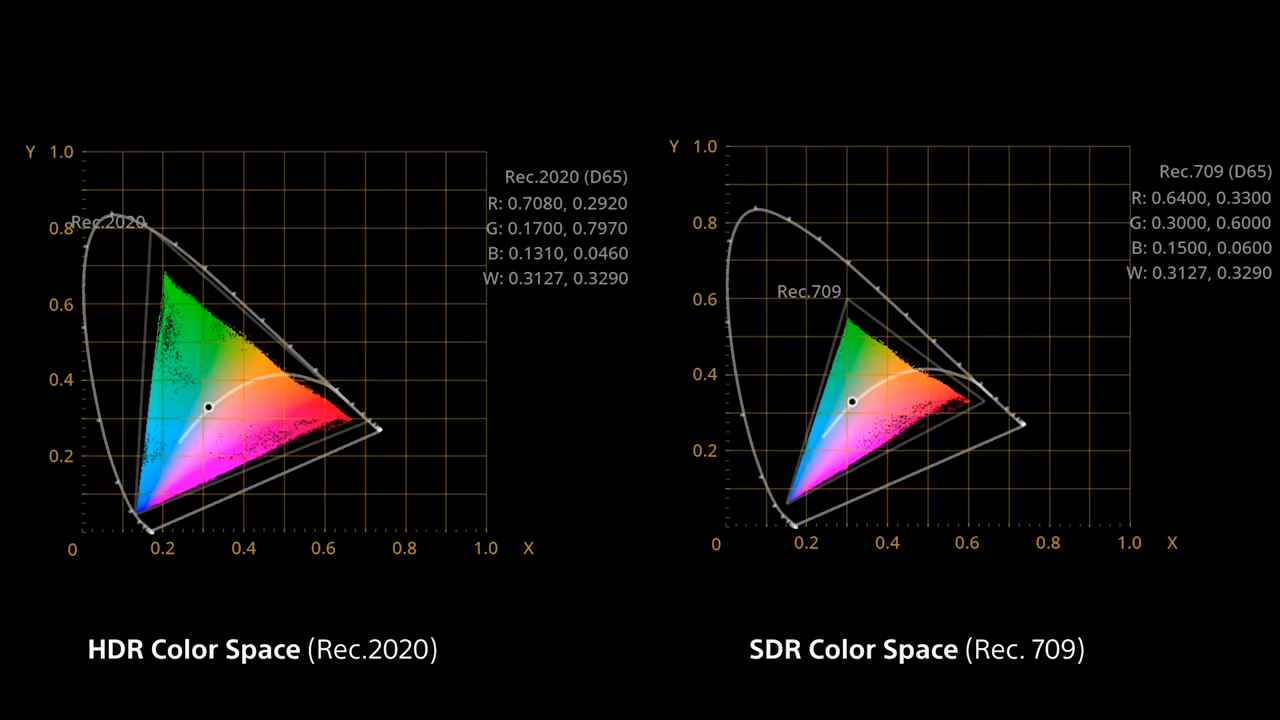 Y 1.0
Rec.2020 (D65)
R: 0.7080, 0.2920
G: 0.1700, 0.7970
B: 0.1310, 0.0460
W: 0.3127, 0.3290
Rec.2020
0.8
0.6
0.4
0.2
0 0.2 0.4 0.6 0.8 1.0 X
HDR Color Space (Rec.2020)
Y 1.0
Rec.709 (D65)
R: 0.6400, 0.3300
G: 0.3000, 0.6000
B: 0.1500, 0.0600
W: 0.3127, 0.3290
0.8
Rec.709
0.6
0.4
0.2
0 0.2 0.4 0.6 0.8 1.0 X
SDR Color Space (Rec. 709)